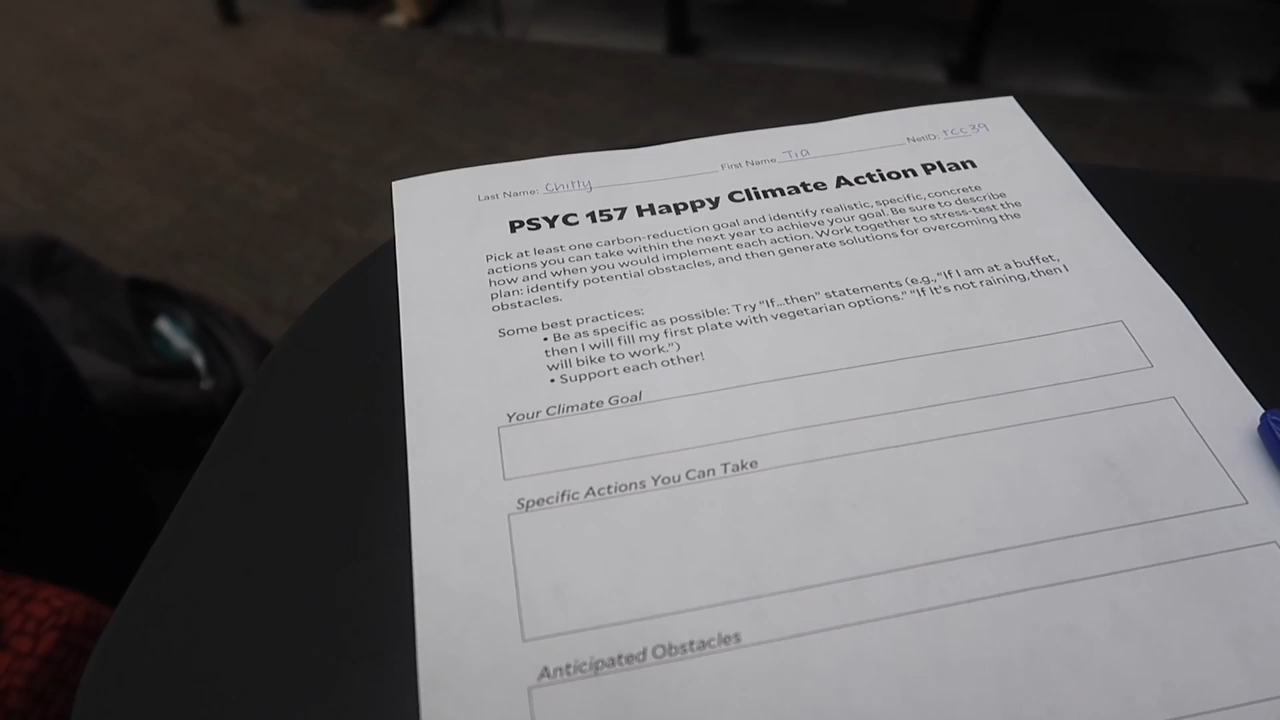 Last Name: Chitty First Name Tia NetID: tcc39
PSYC 157 Happy Climate Action Plan
Pick at least one carbon-reduction goal and identify realistic, specific, concrete
actions you can take within the next year to achieve your goal. Be sure to describe
how and when you would implement each action. Work together to stress-test the
plan: identify potential obstacles, and then generate solutions for overcoming the
obstacles.
Some best practices:
• Be as specific as possible: Try "If...then" statements (e.g., "If I am at a buffet,
then I will fill my first plate with vegetarian options." "If It's not raining, then I
will bike to work.")
• Support each other!
Your Climate Goal
Specific Actions You Can Take
Anticipated Obstacles